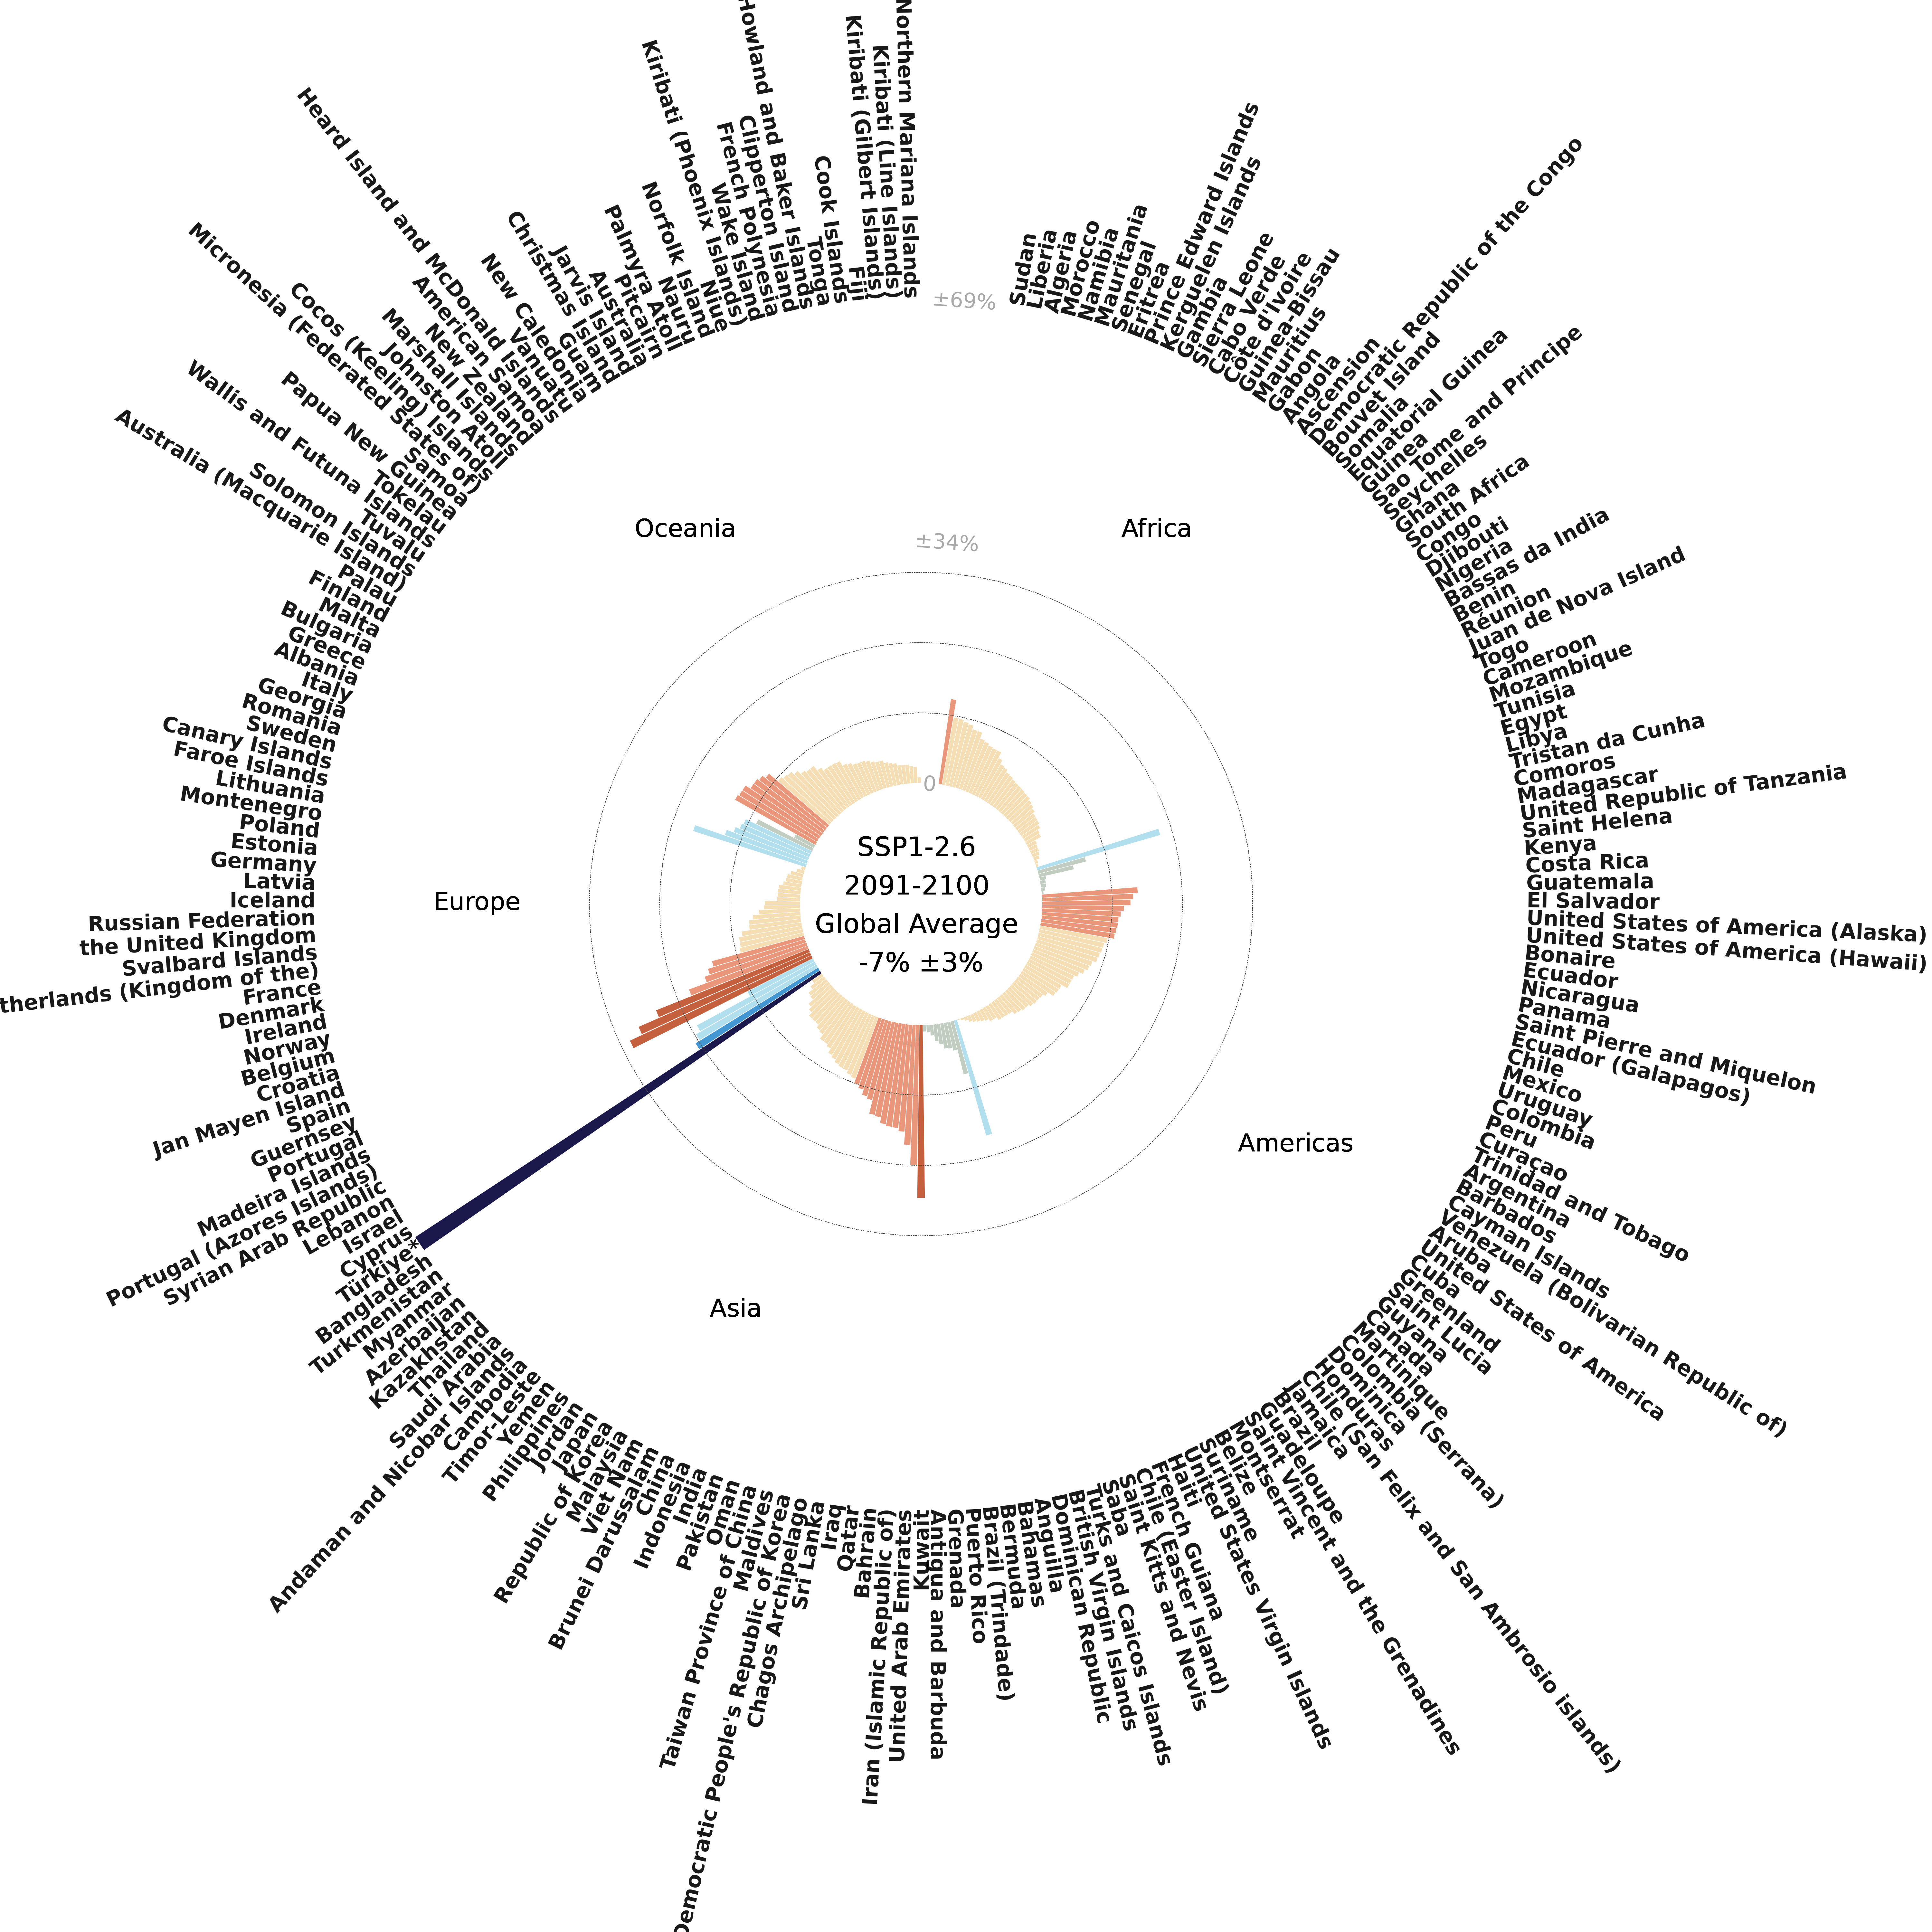 SSP1-2.6
2091-2100
Global Average
-7% ±3%
0
±34%
±69%
Africa
Sudan
Liberia
Algeria
Morocco
Namibia
Mauritania
Senegal
Eritrea
Prince Edward Islands
Kerguelen Islands
Gambia
Sierra Leone
Cabo Verde
Côte d'Ivoire
Guinea-Bissau
Mauritius
Gabon
Angola
Ascension
Democratic Republic of the Congo
Bouvet Island
Somalia
Equatorial Guinea
Guinea
Sao Tome and Principe
Seychelles
Ghana
South Africa
Congo
Djibouti
Nigeria
Bassas da India
Benin
Réunion
Juan de Nova Island
Togo
Cameroon
Mozambique
Tunisia
Egypt
Libya
Tristan da Cunha
Comoros
Madagascar
United Republic of Tanzania
Saint Helena
Kenya
Americas
Costa Rica
Guatemala
El Salvador
United States of America (Alaska)
United States of America (Hawaii)
Bonaire
Ecuador
Nicaragua
Panama
Saint Pierre and Miquelon
Ecuador (Galapagos)
Chile
Mexico
Uruguay
Colombia
Peru
Curaçao
Trinidad and Tobago
Argentina
Barbados
Cayman Islands
Venezuela (Bolivarian Republic of)
Aruba
United States of America
Cuba
Greenland
Saint Lucia
Guyana
Canada
Martinique
Colombia (Serrana)
Dominica
Honduras
Chile (San Felix and San Ambrosio islands)
Jamaica
Brazil
Guadeloupe
Saint Vincent and the Grenadines
Montserrat
Belize
Suriname
United States Virgin Islands
Haiti
French Guiana
Chile (Easter Island)
Saint Kitts and Nevis
Saba
Turks and Caicos Islands
British Virgin Islands
Dominican Republic
Anguilla
Bahamas
Bermuda
Brazil (Trindade)
Puerto Rico
Grenada
Antigua and Barbuda
Asia
Kuwait
United Arab Emirates
Iran (Islamic Republic of)
Bahrain
Qatar
Iraq
Sri Lanka
Chagos Archipelago
Democratic People's Republic of Korea
Maldives
Taiwan Province of China
Oman
Pakistan
India
Indonesia
China
Brunei Darussalam
Viet Nam
Malaysia
Republic of Korea
Japan
Jordan
Philippines
Yemen
Timor-Leste
Cambodia
Andaman and Nicobar Islands
Saudi Arabia
Thailand
Kazakhstan
Azerbaijan
Myanmar
Turkmenistan
Bangladesh
Türkiye*
Cyprus
Israel
Lebanon
Syrian Arab Republic
Europe
Portugal (Azores Islands)
Madeira Islands
Portugal
Guernsey
Spain
Jan Mayen Island
Croatia
Belgium
Norway
Ireland
Denmark
France
therlands (Kingdom of the)
Svalbard Islands
the United Kingdom
Russian Federation
Iceland
Latvia
Germany
Estonia
Poland
Montenegro
Lithuania
Faroe Islands
Canary Islands
Sweden
Romania
Georgia
Italy
Albania
Greece
Bulgaria
Malta
Finland
Oceania
Palau
Australia (Macquarie Island)
Solomon Islands
Tuvalu
Wallis and Futuna Islands
Tokelau
Papua New Guinea
Samoa
Micronesia (Federated States of)
Cocos (Keeling) Islands
Johnston Atoll
Marshall Islands
New Zealand
American Samoa
Heard Island and McDonald Islands
Vanuatu
New Caledonia
Guam
Christmas Island
Jarvis Island
Australia
Pitcairn
Palmyra Atoll
Nauru
Norfolk Island
Niue
Kiribati (Phoenix Islands)
Wake Island
French Polynesia
Clipperton Island
Howland and Baker Islands
Tonga
Cook Islands
Fiji
Kiribati (Gilbert Islands)
Kiribati (Line Islands)
Northern Mariana Islands